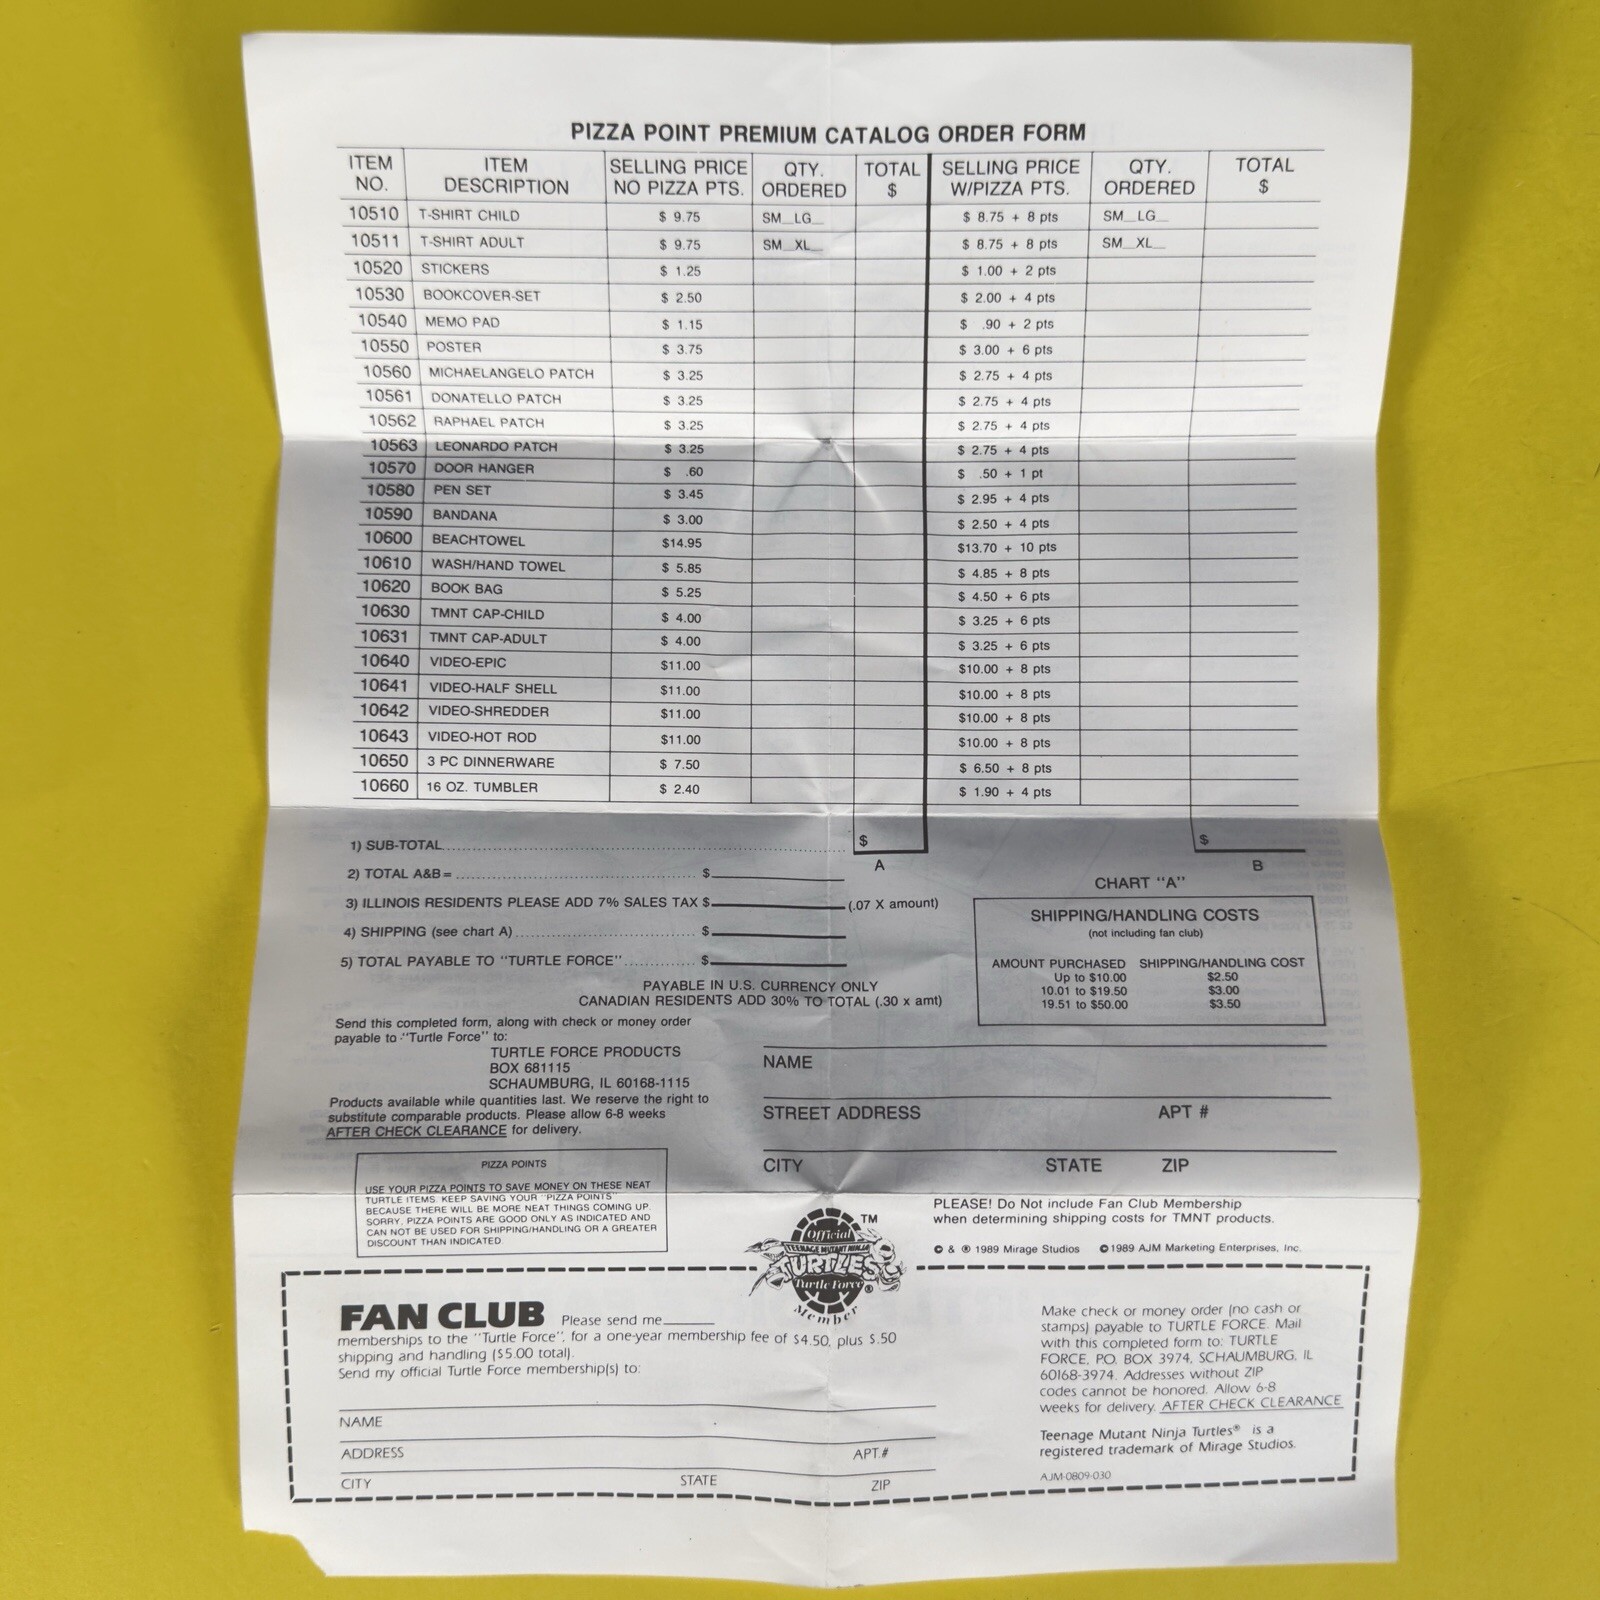 PIZZA POINT PREMIUM CATALOG ORDER FORM
ITEM NO. ITEM DESCRIPTION SELLING PRICE NO PIZZA PTS. QTY. ORDERED TOTAL $ SELLING PRICE W/PIZZA PTS. QTY. ORDERED TOTAL $
10510 T-SHIRT CHILD $ 9.75 SM__LG__ $ 8.75 + 8 pts SM__LG__
10511 T-SHIRT ADULT $ 9.75 SM__XL__ $ 8.75 + 8 pts SM__XL__
10520 STICKERS $ 1.25 $ 1.00 + 2 pts
10530 BOOKCOVER-SET $ 2.50 $ 2.00 + 4 pts
10540 MEMO PAD $ 1.15 $ .90 + 2 pts
10550 POSTER $ 3.75 $ 3.00 + 6 pts
10560 MICHAELANGELO PATCH $ 3.25 $ 2.75 + 4 pts
10561 DONATELLO PATCH $ 3.25 $ 2.75 + 4 pts
10562 RAPHAEL PATCH $ 3.25 $ 2.75 + 4 pts
10563 LEONARDO PATCH $ 3.25 $ 2.75 + 4 pts
10570 DOOR HANGER $ .60 $ .50 + 1 pt
10580 PEN SET $ 3.45 $ 2.95 + 4 pts
10590 BANDANA $ 3.00 $ 2.50 + 4 pts
10600 BEACHTOWEL $14.95 $13.70 + 10 pts
10610 WASH/HAND TOWEL $ 5.85 $ 4.85 + 8 pts
10620 BOOK BAG $ 5.25 $ 4.50 + 6 pts
10630 TMNT CAP-CHILD $ 4.00 $ 3.25 + 6 pts
10631 TMNT CAP-ADULT $ 4.00 $ 3.25 + 6 pts
10640 VIDEO-EPIC $11.00 $10.00 + 8 pts
10641 VIDEO-HALF SHELL $11.00 $10.00 + 8 pts
10642 VIDEO-SHREDDER $11.00 $10.00 + 8 pts
10643 VIDEO-HOT ROD $11.00 $10.00 + 8 pts
10650 3 PC DINNERWARE $ 7.50 $ 6.50 + 8 pts
10660 16 OZ. TUMBLER $ 2.40 $ 1.90 + 4 pts
1) SUB-TOTAL $ A $ B
2) TOTAL A&B = $
3) ILLINOIS RESIDENTS PLEASE ADD 7% SALES TAX $ (.07 X amount)
4) SHIPPING (see chart A) $
5) TOTAL PAYABLE TO "TURTLE FORCE" $
PAYABLE IN U.S. CURRENCY ONLY
CANADIAN RESIDENTS ADD 30% TO TOTAL (.30 x amt)
CHART "A"
SHIPPING/HANDLING COSTS
(not including fan club)
AMOUNT PURCHASED SHIPPING/HANDLING COST
Up to $10.00 $2.50
10.01 to $19.50 $3.00
19.51 to $50.00 $3.50
Send this completed form, along with check or money order
payable to "Turtle Force" to:
TURTLE FORCE PRODUCTS
BOX 681115
SCHAUMBURG, IL 60168-1115
Products available while quantities last. We reserve the right to
substitute comparable products. Please allow 6-8 weeks
AFTER CHECK CLEARANCE for delivery.
NAME
STREET ADDRESS APT #
CITY STATE ZIP
PIZZA POINTS
USE YOUR PIZZA POINTS TO SAVE MONEY ON THESE NEAT
TURTLE ITEMS. KEEP SAVING YOUR "PIZZA POINTS"
BECAUSE THERE WILL BE MORE NEAT THINGS COMING UP.
SORRY, PIZZA POINTS ARE GOOD ONLY AS INDICATED AND
CAN NOT BE USED FOR SHIPPING/HANDLING OR A GREATER
DISCOUNT THAN INDICATED
PLEASE! Do Not include Fan Club Membership
when determining shipping costs for TMNT products.
© & ® 1989 Mirage Studios ©1989 AJM Marketing Enterprises, Inc.
Official
TEENAGE MUTANT NINJA
TURTLES
Turtle Force
Member
TM
®
FAN CLUB Please send me______
memberships to the "Turtle Force", for a one-year membership fee of $4.50, plus $.50
shipping and handling ($5.00 total).
Send my official Turtle Force membership(s) to:
NAME
ADDRESS APT.#
CITY STATE ZIP
Make check or money order (no cash or
stamps) payable to TURTLE FORCE. Mail
with this completed form to: TURTLE
FORCE, P.O. BOX 3974, SCHAUMBURG, IL
60168-3974. Addresses without ZIP
codes cannot be honored. Allow 6-8
weeks for delivery. AFTER CHECK CLEARANCE
Teenage Mutant Ninja Turtles® is a
registered trademark of Mirage Studios.
AJM-0809-030